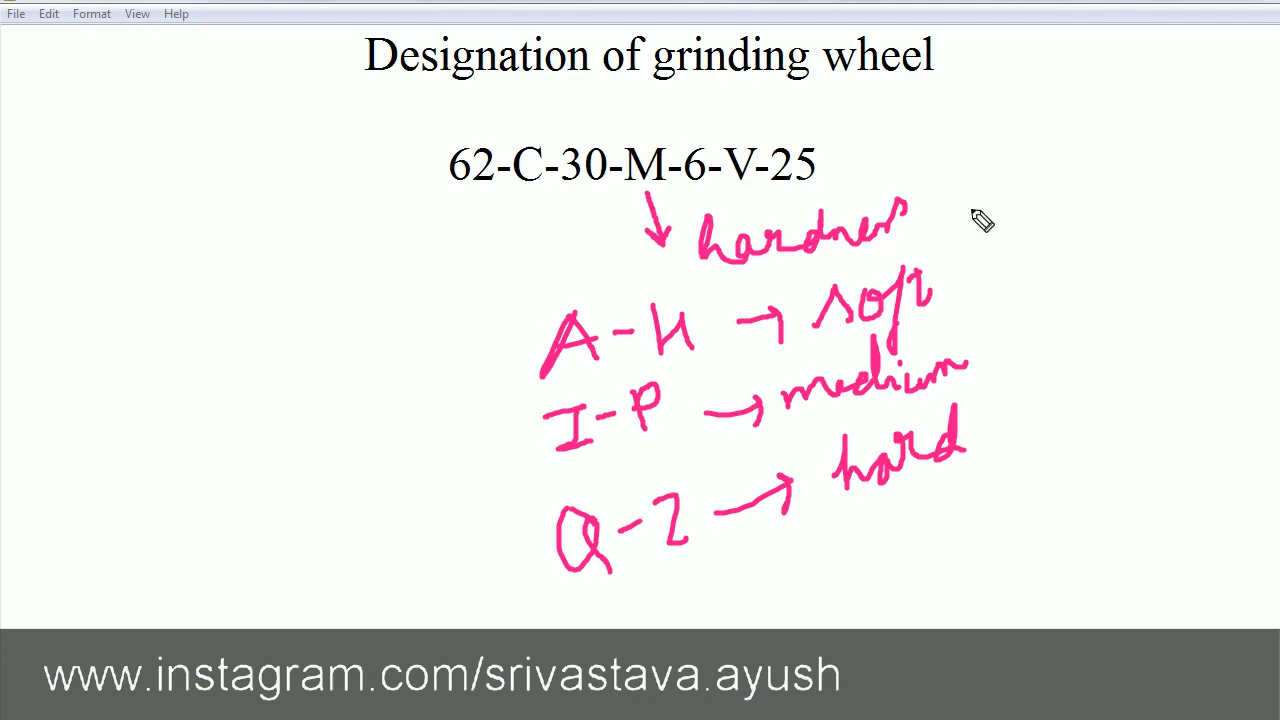 File Edit Format View Help
Designation of grinding wheel
62-C-30-M-6-V-25
hardness
A-H → soft
I-P → medium
Q-Z → hard
www.instagram.com/srivastava.ayush